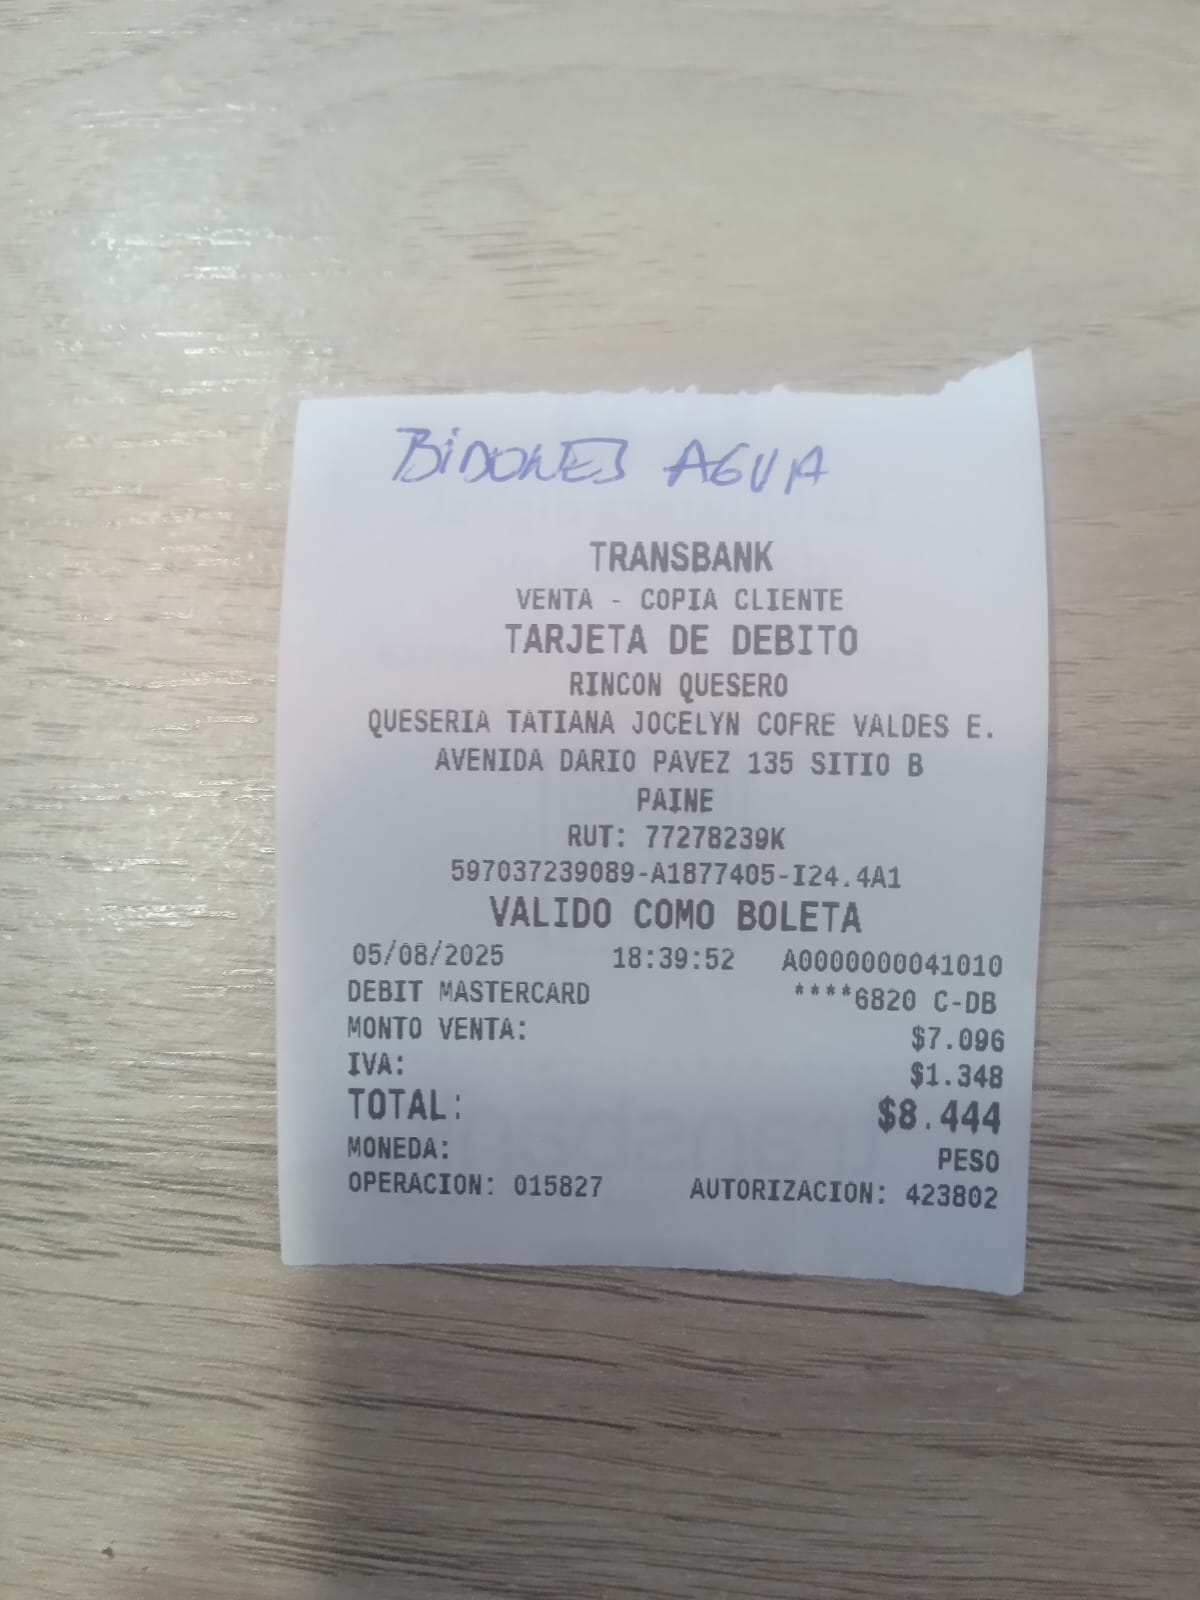 BIDONES AGUA
TRANSBANK
VENTA - COPIA CLIENTE
TARJETA DE DEBITO
RINCON QUESERO
QUESERIA TATIANA JOCELYN COFRE VALDES E.
AVENIDA DARIO PAVEZ 135 SITIO B
PAINE
RUT: 77278239K
597037239089-A1877405-I24.4A1
VALIDO COMO BOLETA
05/08/2025 18:39:52 A0000000041010
DEBIT MASTERCARD ****6820 C-DB
MONTO VENTA: $7.096
IVA: $1.348
TOTAL: $8.444
MONEDA: PESO
OPERACION: 015827 AUTORIZACION: 423802